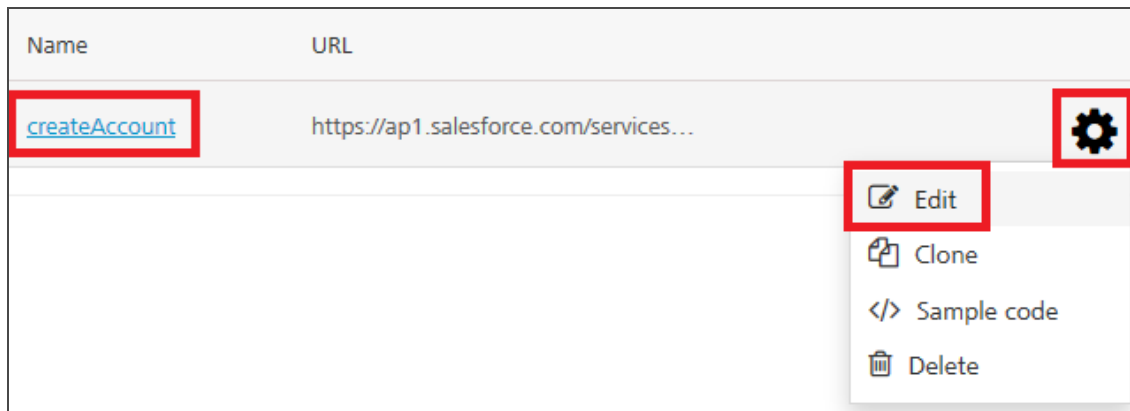 Name URL
createAccount https://ap1.salesforce.com/services...
Edit
Clone
</> Sample code
Delete